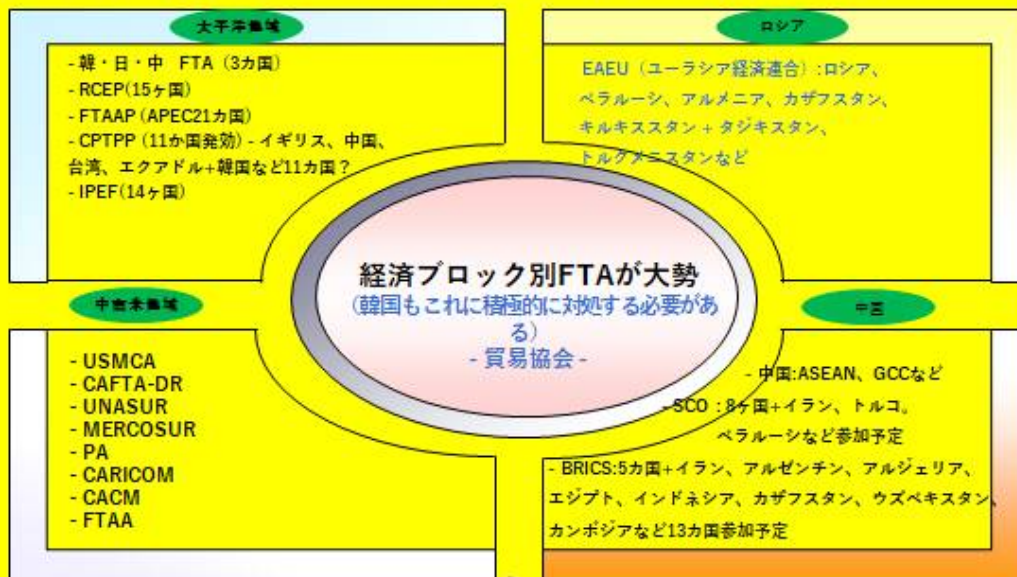 太平洋地域
- 韓・日・中 FTA（3カ国）
- RCEP(15ヶ国)
- FTAAP (APEC21カ国)
- CPTPP (11か国発効) - イギリス、中国、
台湾、エクアドル+韓国など11カ国？
- IPEF(14ヶ国)
ロシア
EAEU（ユーラシア経済連合）:ロシア、
ベラルーシ、アルメニア、カザフスタン、
キルキススタン + タジキスタン、
トルクメニスタンなど
経済ブロック別FTAが大勢
（韓国もこれに積極的に対処する必要があ
る）
- 貿易協会 -
中南米地域
- USMCA
- CAFTA-DR
- UNASUR
- MERCOSUR
- PA
- CARICOM
- CACM
- FTAA
中国
- 中国:ASEAN、GCCなど
- SCO：8ヶ国+イラン、トルコ。
ベラルーシなど参加予定
- BRICS:5カ国+イラン、アルゼンチン、アルジェリア、
エジプト、インドネシア、カザフスタン、ウズベキスタン、
カンボジアなど13カ国参加予定